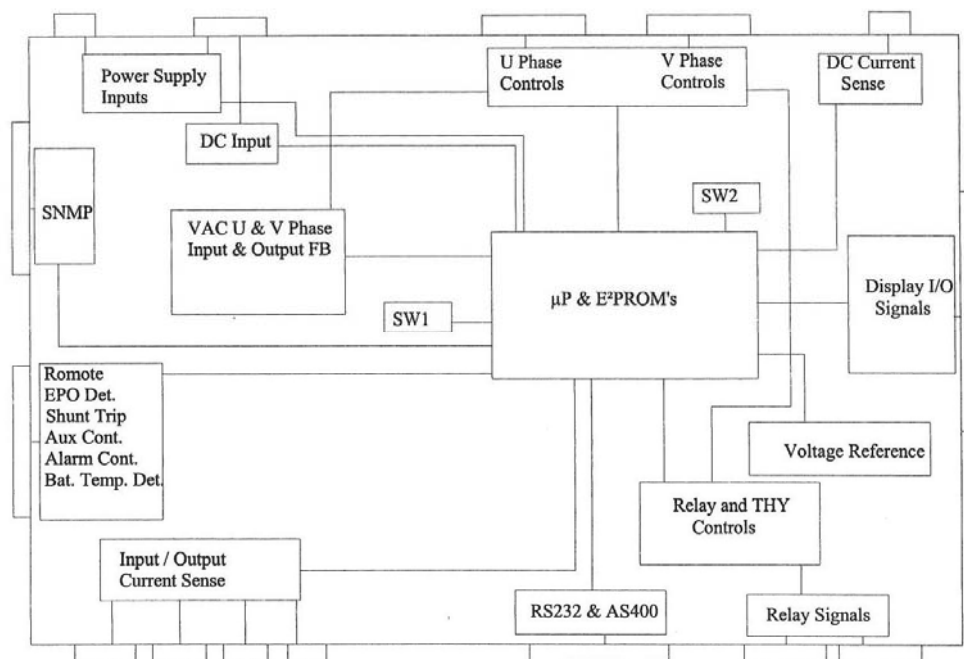 Power Supply
Inputs
U Phase
Controls
V Phase
Controls
DC Current
Sense
DC Input
SNMP
SW2
VAC U & V Phase
Input & Output FB
µP & E²PROM's
Display I/O
Signals
SW1
Romote
EPO Det.
Shunt Trip
Aux Cont.
Alarm Cont.
Bat. Temp. Det.
Voltage Reference
Relay and THY
Controls
Input / Output
Current Sense
RS232 & AS400
Relay Signals